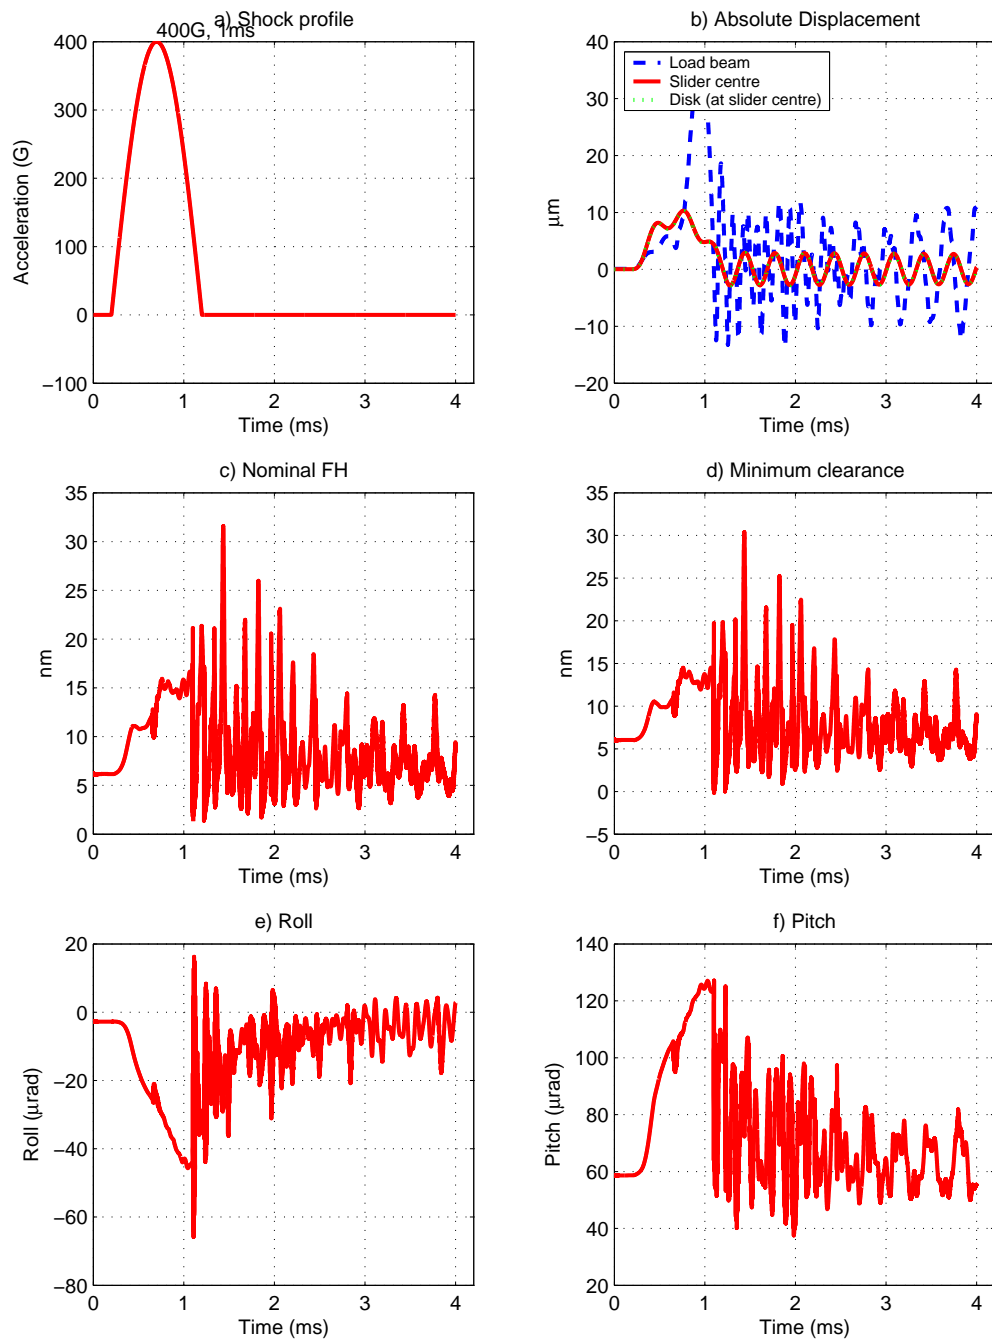 a) Shock profile
400G, 1ms
400
300
200
100
0
−100
Acceleration (G)
0 1 2 3 4
Time (ms)
b) Absolute Displacement
Load beam
Slider centre
Disk (at slider centre)
40
30
20
10
0
−10
−20
μm
0 1 2 3 4
Time (ms)
c) Nominal FH
35
30
25
20
15
10
5
0
nm
0 1 2 3 4
Time (ms)
d) Minimum clearance
35
30
25
20
15
10
5
0
−5
nm
0 1 2 3 4
Time (ms)
e) Roll
20
0
−20
−40
−60
−80
Roll (μrad)
0 1 2 3 4
Time (ms)
f) Pitch
140
120
100
80
60
40
20
Pitch (μrad)
0 1 2 3 4
Time (ms)